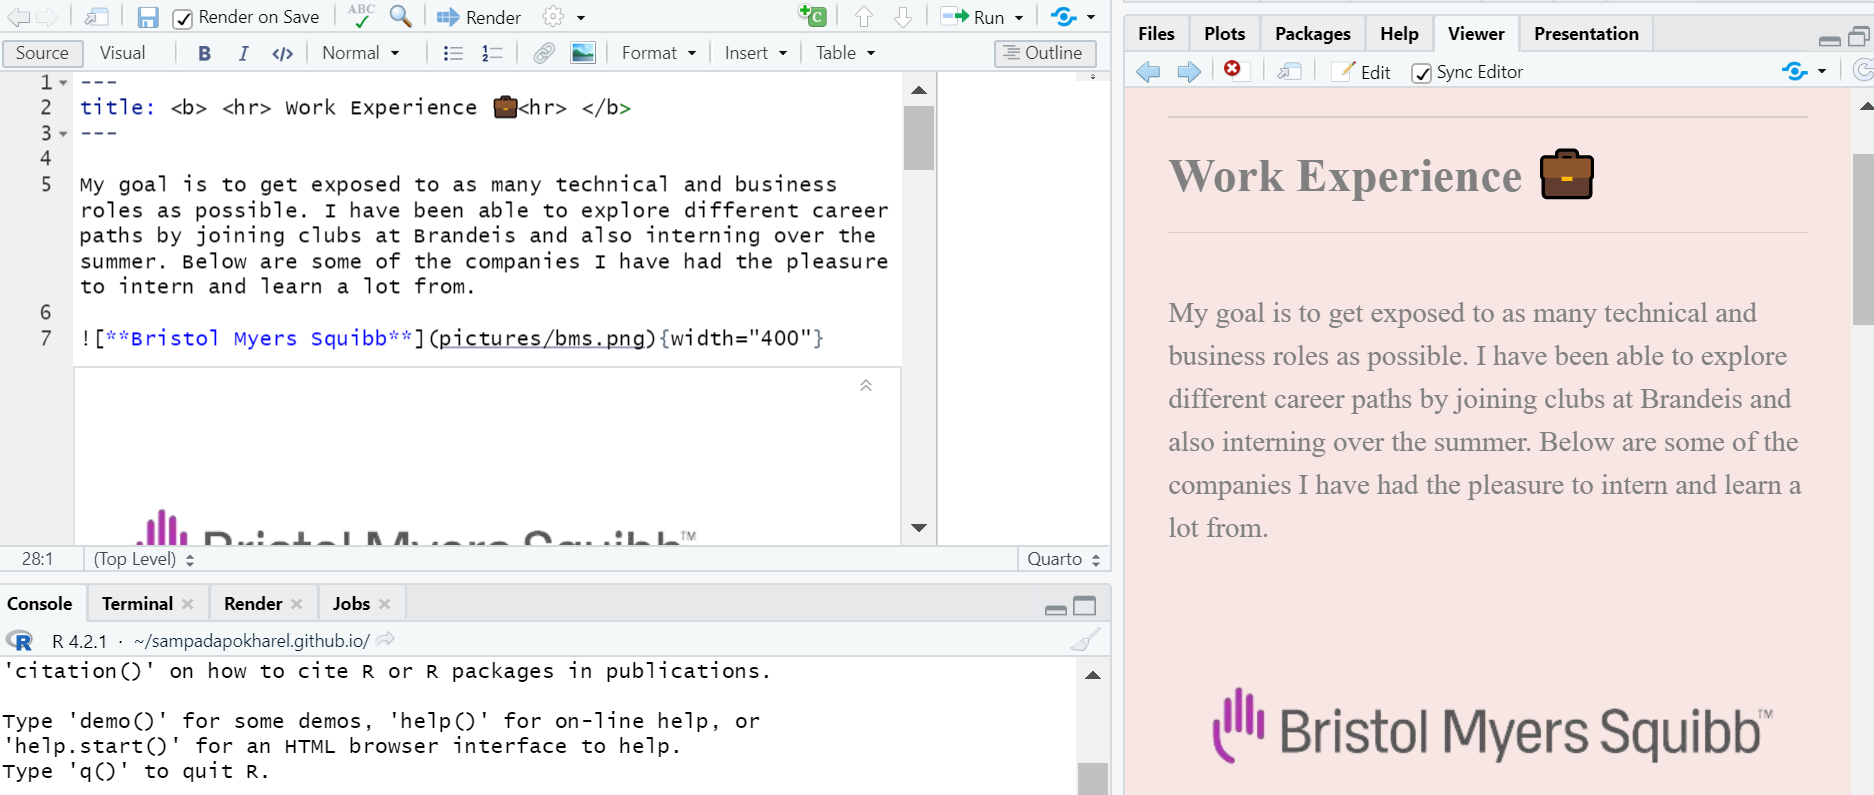 Render on Save
ABC
Render
Run
Source
Visual
B
I
</>
Normal
Format
Insert
Table
Outline
1 ---
2 title: <b> <hr> Work Experience 💼<hr> </b>
3 ---
4
5 My goal is to get exposed to as many technical and business
roles as possible. I have been able to explore different career
paths by joining clubs at Brandeis and also interning over the
summer. Below are some of the companies I have had the pleasure
to intern and learn a lot from.
6
7 ![**Bristol Myers Squibb**](pictures/bms.png){width="400"}
Bristol Myers Squibb™
28:1
(Top Level)
Quarto
Console
Terminal
Render
Jobs
R 4.2.1 · ~/sampadapokharel.github.io/
'citation()' on how to cite R or R packages in publications.
Type 'demo()' for some demos, 'help()' for on-line help, or
'help.start()' for an HTML browser interface to help.
Type 'q()' to quit R.
Files
Plots
Packages
Help
Viewer
Presentation
Edit
Sync Editor
Work Experience 💼
My goal is to get exposed to as many technical and
business roles as possible. I have been able to explore
different career paths by joining clubs at Brandeis and
also interning over the summer. Below are some of the
companies I have had the pleasure to intern and learn a
lot from.
Bristol Myers Squibb™